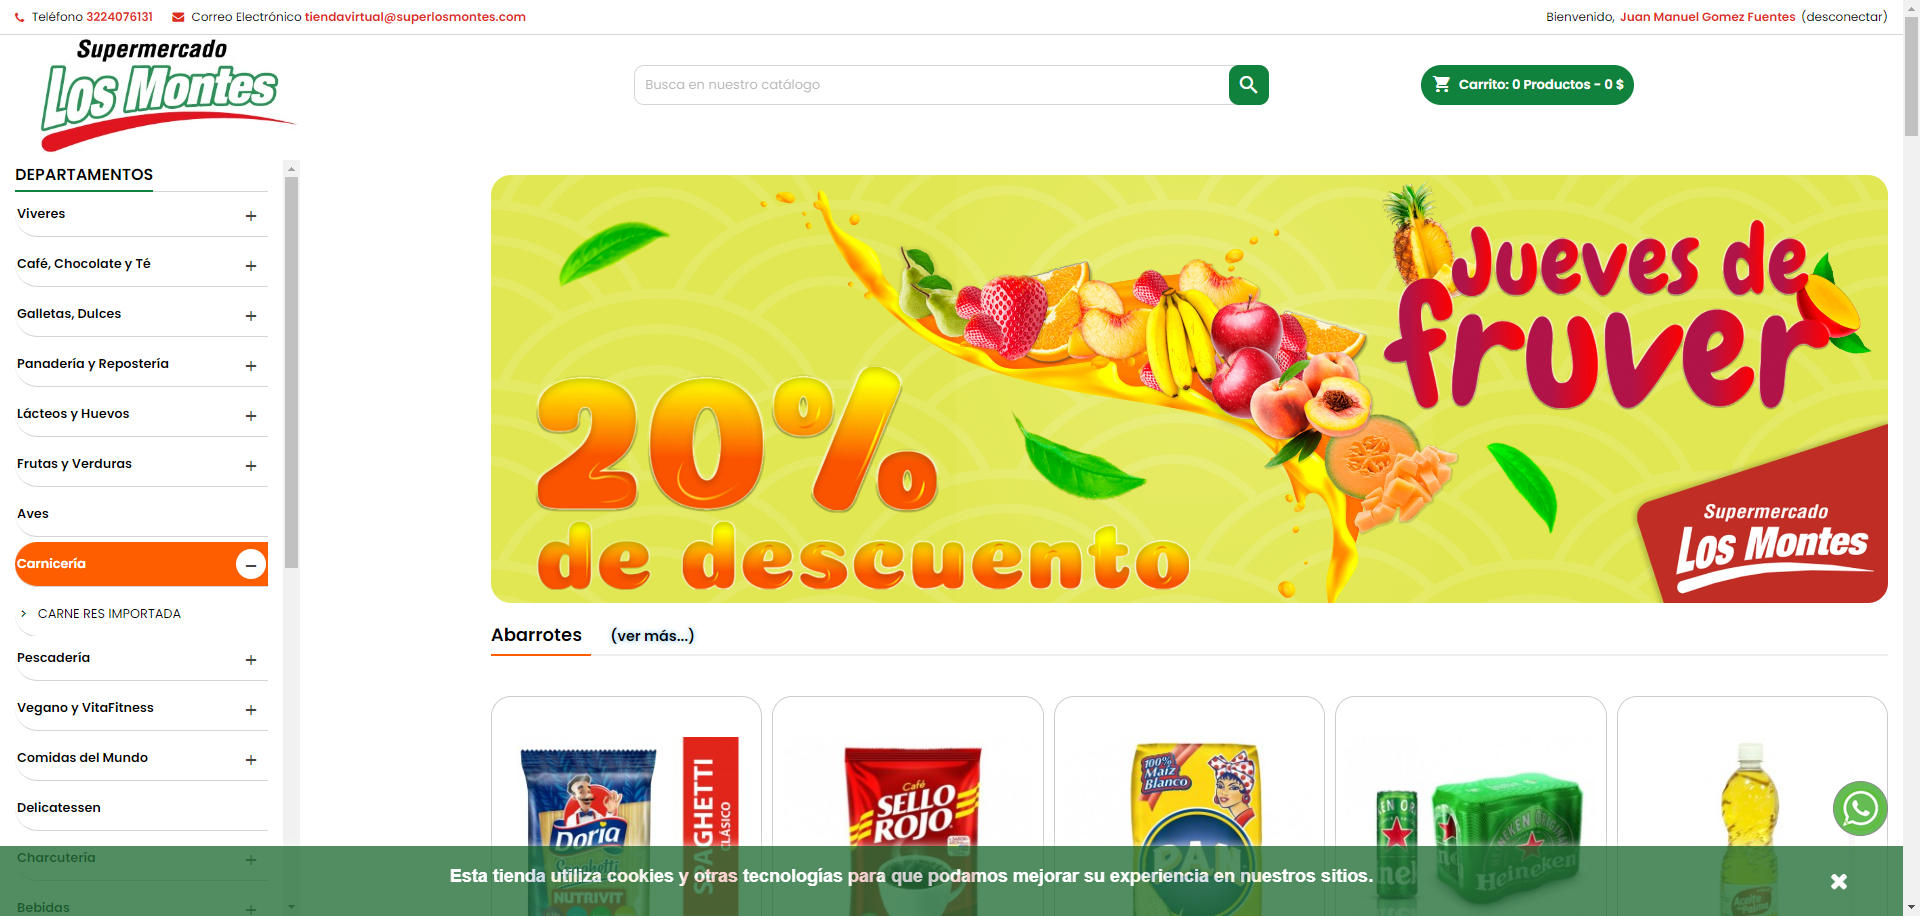 Teléfono 3224076131 Correo Electrónico tiendavirtual@superlosmontes.com
Bienvenido, Juan Manuel Gomez Fuentes (desconectar)
Supermercado
Los Montes
Busca en nuestro catálogo
Carrito: 0 Productos - 0 $
DEPARTAMENTOS
Viveres
Café, Chocolate y Té
Galletas, Dulces
Panadería y Repostería
Lácteos y Huevos
Frutas y Verduras
Aves
Carnicería
CARNE RES IMPORTADA
Pescadería
Vegano y VitaFitness
Comidas del Mundo
Delicatessen
Charcutería
Bebidas
Jueves de
fruver
20%
de descuento
Supermercado
Los Montes
Abarrotes (ver más...)
Doria
Spaghetti
NUTRIVIT
SPAGHETTI
CLÁSICO
Café
SELLO
ROJO
100%
Maíz
Blanco
PAN
Heineken
Esta tienda utiliza cookies y otras tecnologías para que podamos mejorar su experiencia en nuestros sitios.